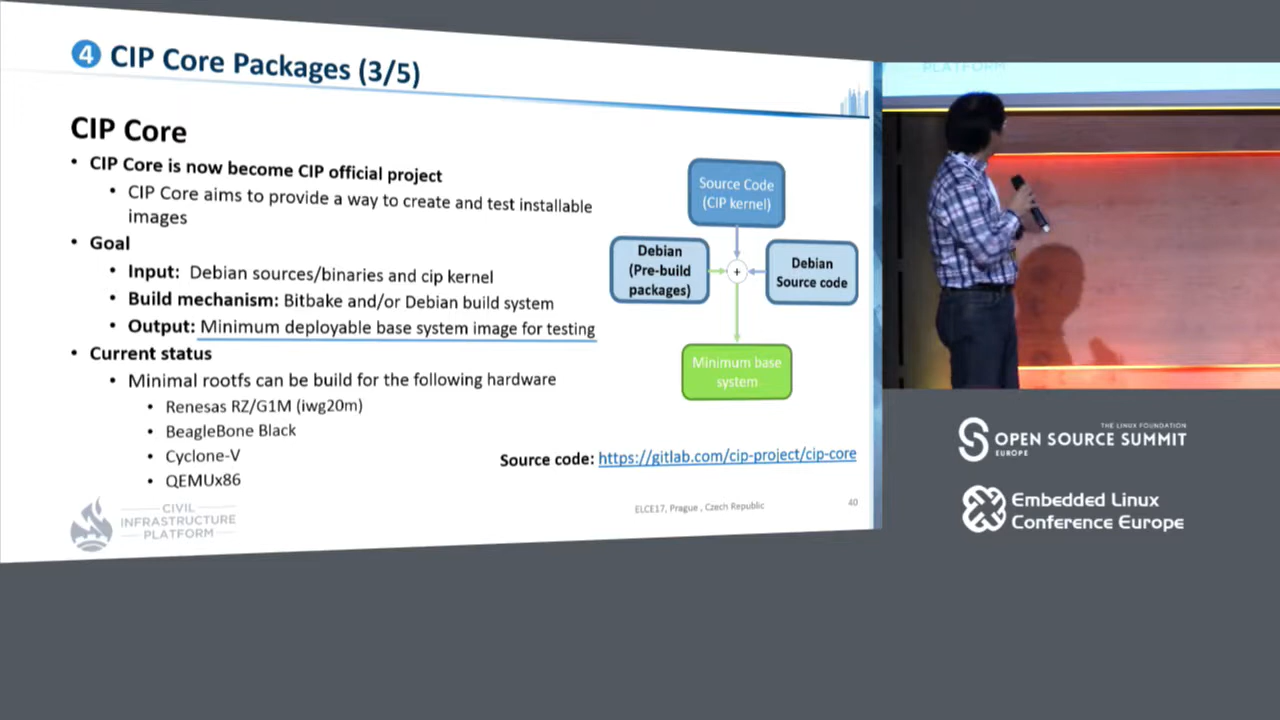 4 CIP Core Packages (3/5)
CIP Core
• CIP Core is now become CIP official project
• CIP Core aims to provide a way to create and test installable
images
• Goal
• Input: Debian sources/binaries and cip kernel
• Build mechanism: Bitbake and/or Debian build system
• Output: Minimum deployable base system image for testing
• Current status
• Minimal rootfs can be build for the following hardware
• Renesas RZ/G1M (iwg20m)
• BeagleBone Black
• Cyclone-V
• QEMUx86
Source Code
(CIP kernel)
Debian
(Pre-build
packages)
+
Debian
Source code
Minimum base
system
Source code: https://gitlab.com/cip-project/cip-core
CIVIL
INFRASTRUCTURE
PLATFORM
ELCE17, Prague , Czech Republic
40
PLATFORM
THE LINUX FOUNDATION
OPEN SOURCE SUMMIT
EUROPE
Embedded Linux
Conference Europe